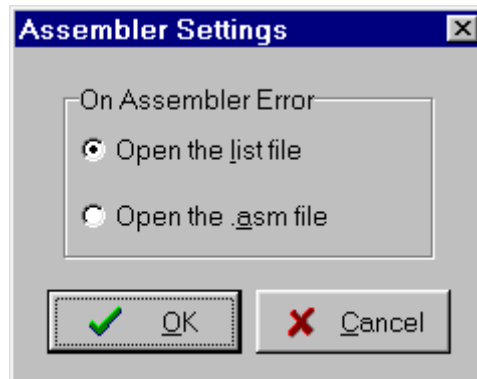 Assembler Settings
On Assembler Error
Open the list file
Open the .asm file
OK
Cancel